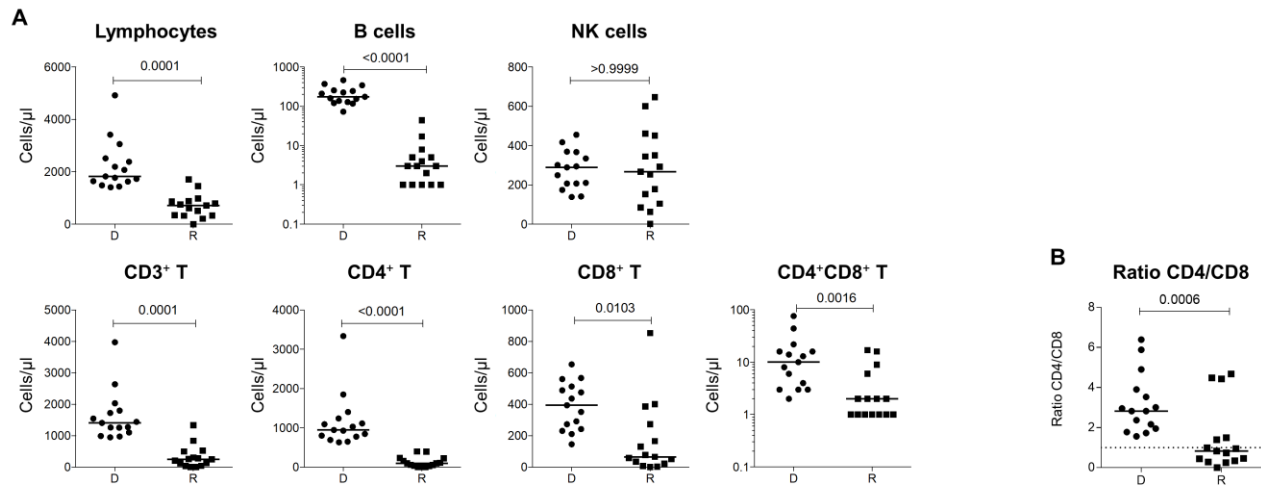 A
Lymphocytes
B cells
NK cells
0.0001
<0.0001
>0.9999
Cells/µl
6000
4000
2000
0
D
R
Cells/µl
1000
100
10
1
0.1
D
R
Cells/µl
800
600
400
200
0
D
R
CD3⁺ T
CD4⁺ T
CD8⁺ T
CD4⁺CD8⁺ T
0.0001
<0.0001
0.0103
0.0016
Cells/µl
5000
4000
3000
2000
1000
0
D
R
Cells/µl
4000
3000
2000
1000
0
D
R
Cells/µl
1000
800
600
400
200
0
D
R
Cells/µl
100
10
1
0.1
D
R
B
Ratio CD4/CD8
0.0006
Ratio CD4/CD8
8
6
4
2
0
D
R